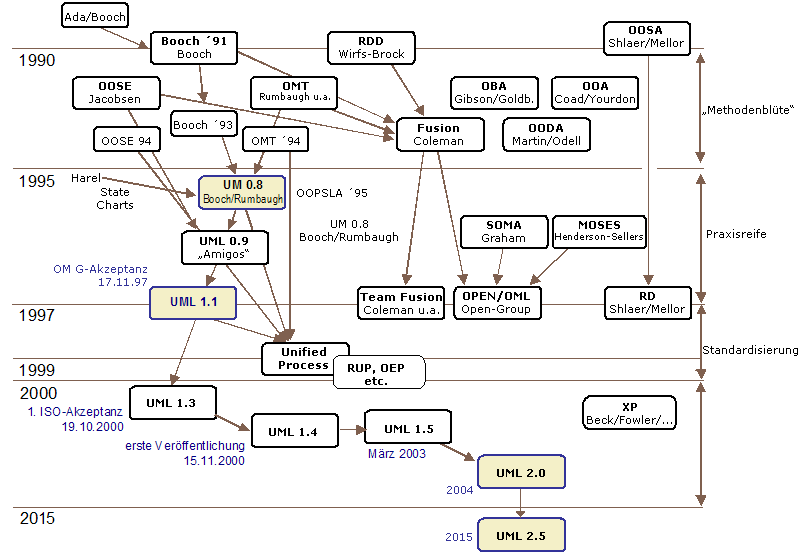 Ada/Booch
Booch ´91
Booch
RDD
Wirfs-Brock
OOSA
Shlaer/Mellor
1990
OOSE
Jacobsen
OMT
Rumbaugh u.a.
OBA
Gibson/Goldb.
OOA
Coad/Yourdon
„Methodenblüte“
Booch ´93
Fusion
Coleman
OODA
Martin/Odell
OOSE 94
OMT ´94
1995
Harel
State
Charts
UM 0.8
Booch/Rumbaugh
OOPSLA ´95
UM 0.8
Booch/Rumbaugh
SOMA
Graham
MOSES
Henderson-Sellers
Praxisreife
UML 0.9
„Amigos“
OM G-Akzeptanz
17.11.97
UML 1.1
Team Fusion
Coleman u.a.
OPEN/OML
Open-Group
RD
Shlaer/Mellor
1997
Unified
Process
Standardisierung
1999
RUP, OEP
etc.
2000
UML 1.3
1. ISO-Akzeptanz
19.10.2000
XP
Beck/Fowler/...
UML 1.4
erste Veröffentlichung
15.11.2000
UML 1.5
März 2003
UML 2.0
2004
2015
UML 2.5
2015